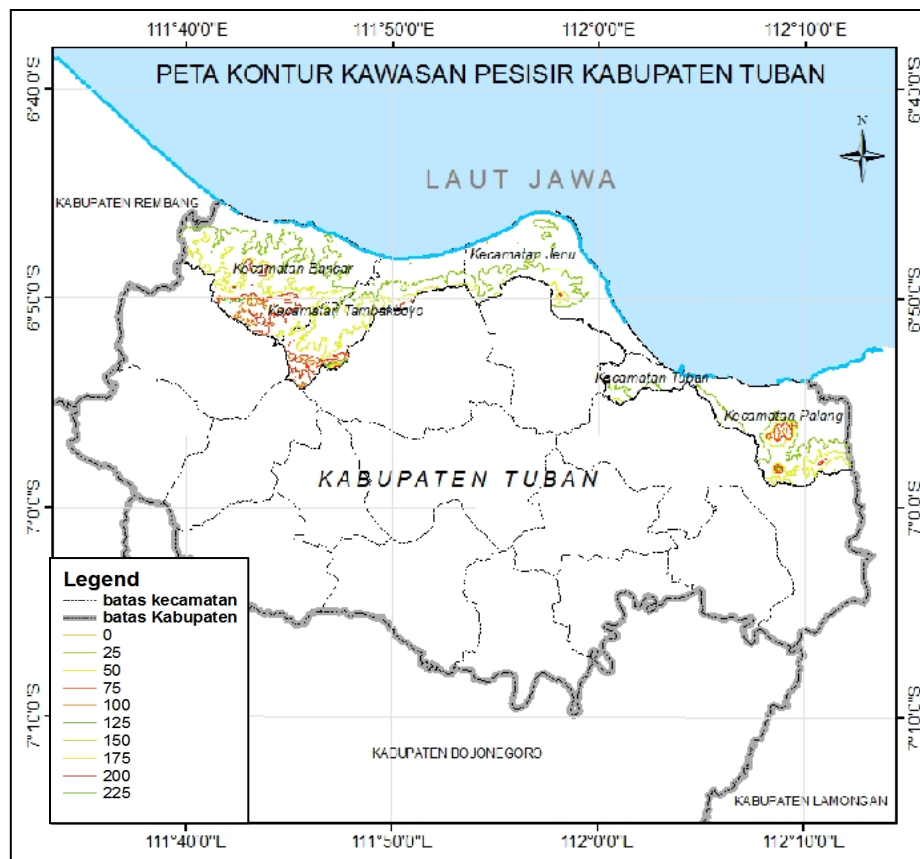 111°40'0"E 111°50'0"E 112°0'0"E 112°10'0"E
PETA KONTUR KAWASAN PESISIR KABUPATEN TUBAN
6°40'0"S 6°40'0"S
N
LAUT JAWA
KABUPATEN REMBANG
Kecamatan Jenu
Kecamatan Bancar
6°50'0"S 6°50'0"S
Kecamatan Tambakboyo
Kecamatan Tuban
Kecamatan Palang
KABUPATEN TUBAN
7°0'0"S 7°0'0"S
Legend
batas kecamatan
batas Kabupaten
0
25
50
75
100
125
150
175
200
225
7°10'0"S 7°10'0"S
KABUPATEN BOJONEGORO
KABUPATEN LAMONGAN
111°40'0"E 111°50'0"E 112°0'0"E 112°10'0"E